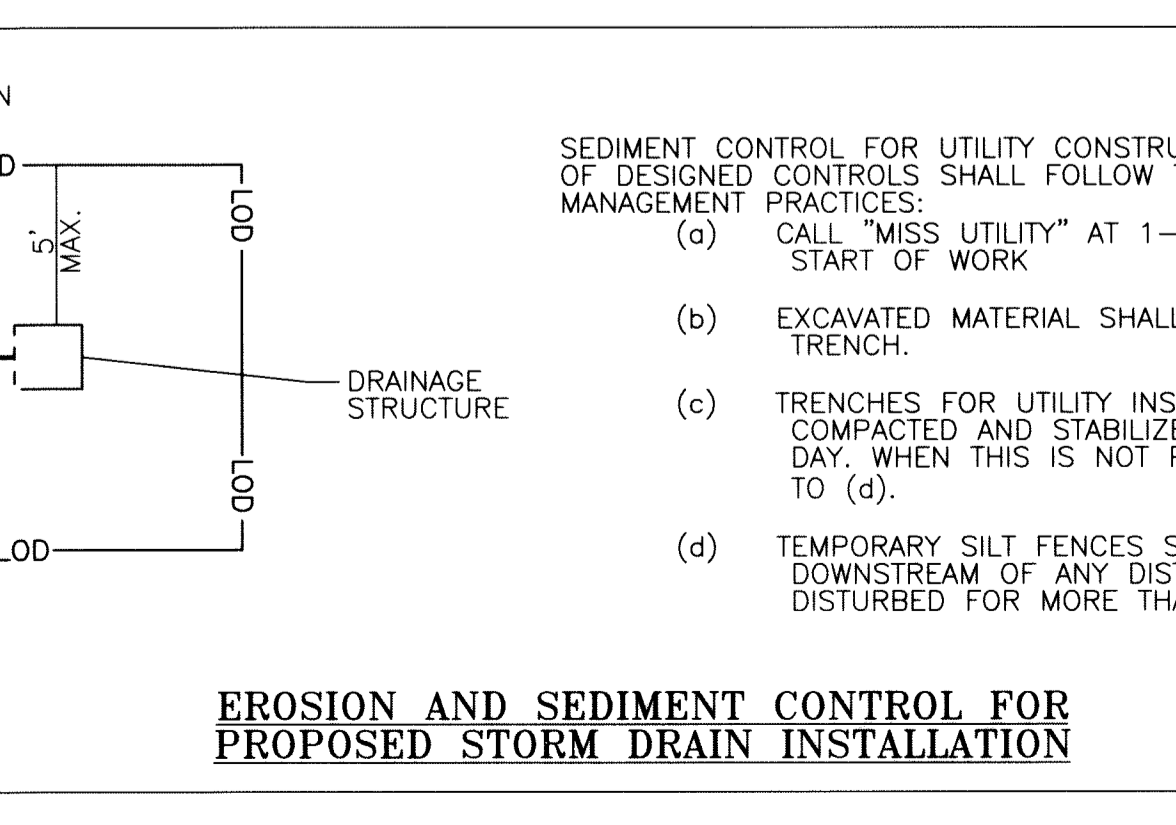 N
D
5'
MAX.
LOD
DRAINAGE
STRUCTURE
LOD
LOD
SEDIMENT CONTROL FOR UTILITY CONSTRU
OF DESIGNED CONTROLS SHALL FOLLOW T
MANAGEMENT PRACTICES:
(a) CALL "MISS UTILITY" AT 1-
START OF WORK
(b) EXCAVATED MATERIAL SHALL
TRENCH.
(c) TRENCHES FOR UTILITY INS
COMPACTED AND STABILIZE
DAY. WHEN THIS IS NOT P
TO (d).
(d) TEMPORARY SILT FENCES S
DOWNSTREAM OF ANY DIST
DISTURBED FOR MORE THA
EROSION AND SEDIMENT CONTROL FOR
PROPOSED STORM DRAIN INSTALLATION